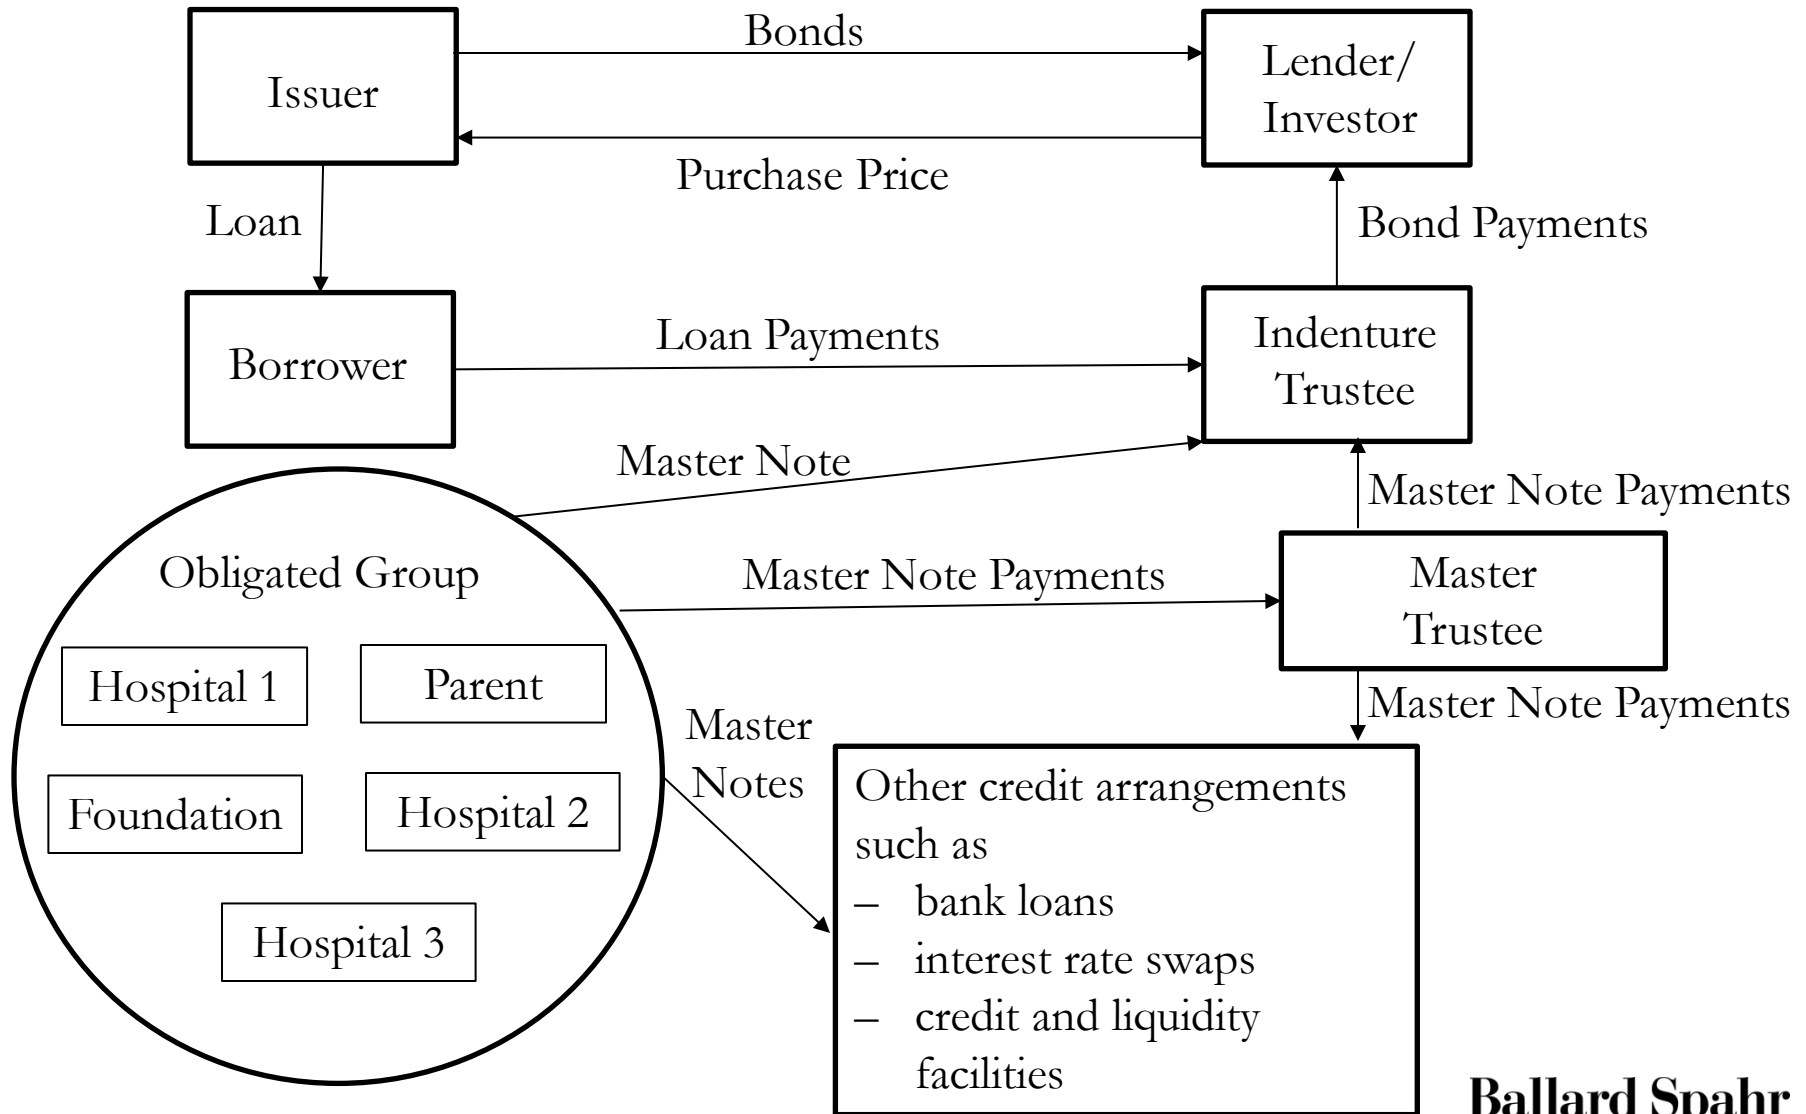 Bonds
Issuer
Lender/
Investor
Purchase Price
Loan
Bond Payments
Borrower
Loan Payments
Indenture
Trustee
Master Note
Master Note Payments
Obligated Group
Master Note Payments
Master
Trustee
Hospital 1
Parent
Master Note Payments
Master
Notes
Foundation
Hospital 2
Hospital 3
Other credit arrangements
such as
– bank loans
– interest rate swaps
– credit and liquidity
facilities
Ballard Spahr